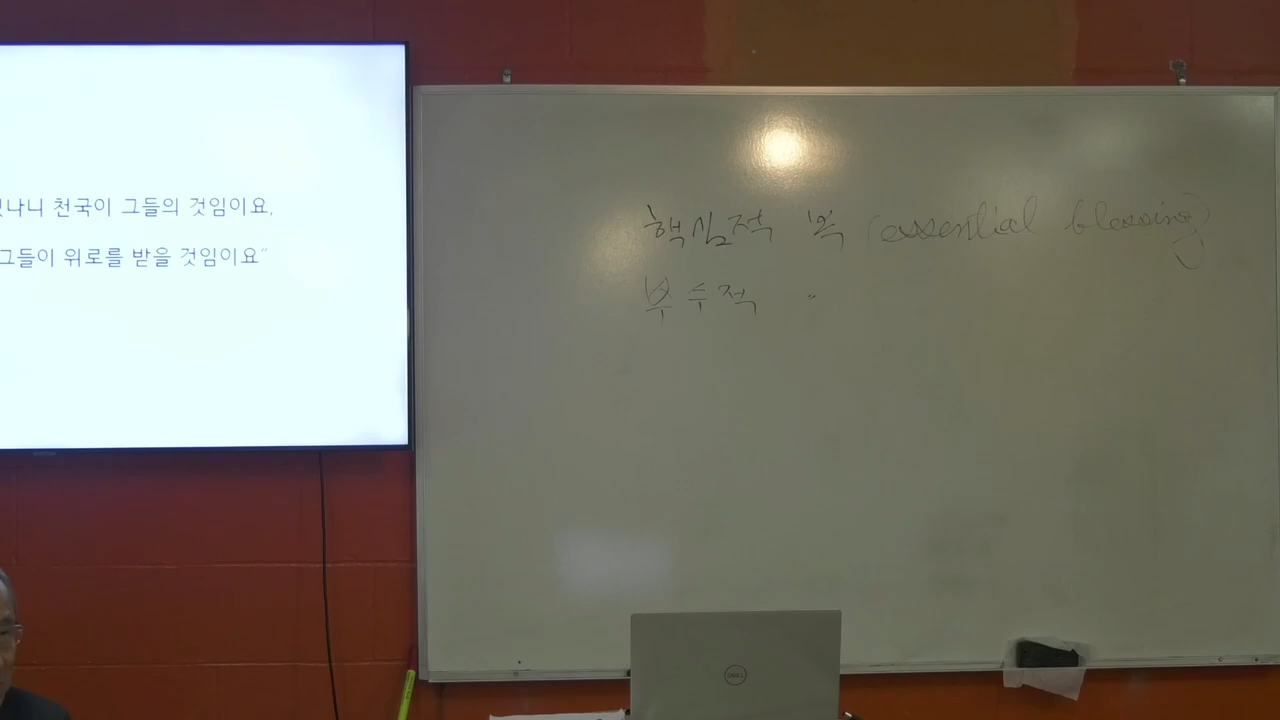 나니 천국이 그들의 것임이요,
그들이 위로를 받을 것임이요"
핵심적 복 (essential blessing)
부수적 "
DELL